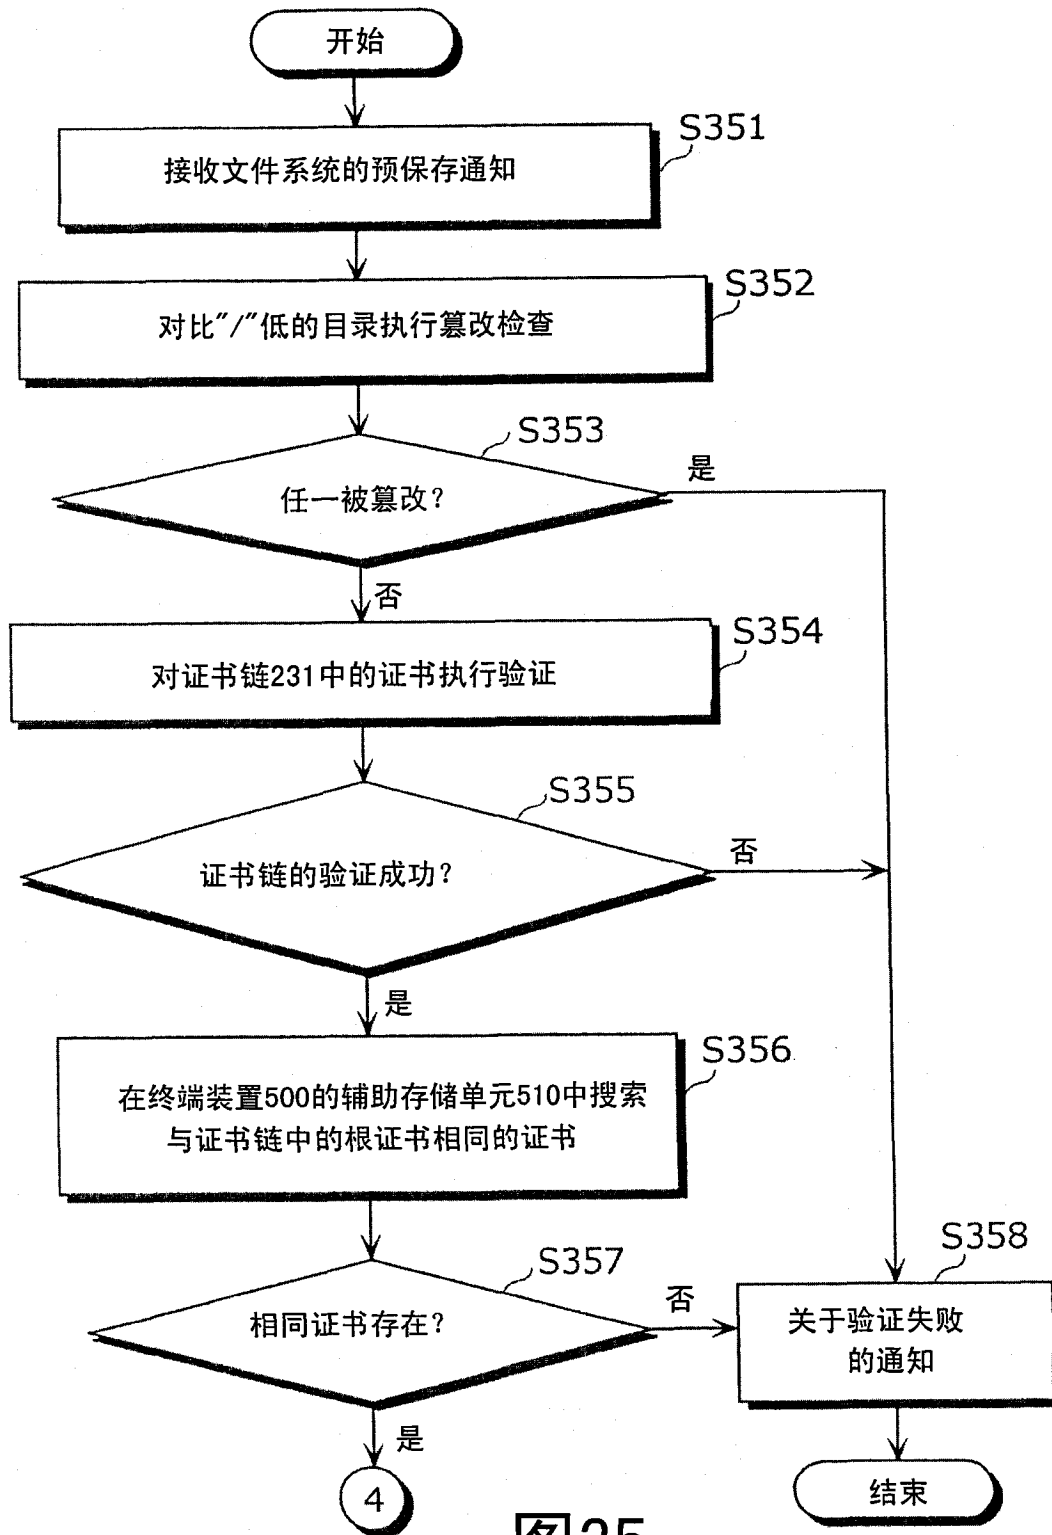 开始
S351
接收文件系统的预保存通知
S352
对比"/"低的目录执行篡改检查
S353
任一被篡改？
是
否
S354
对证书链231中的证书执行验证
S355
证书链的验证成功？
否
是
S356
在终端装置500的辅助存储单元510中搜索
与证书链中的根证书相同的证书
S357
相同证书存在？
否
S358
关于验证失败
的通知
是
4
结束
图25